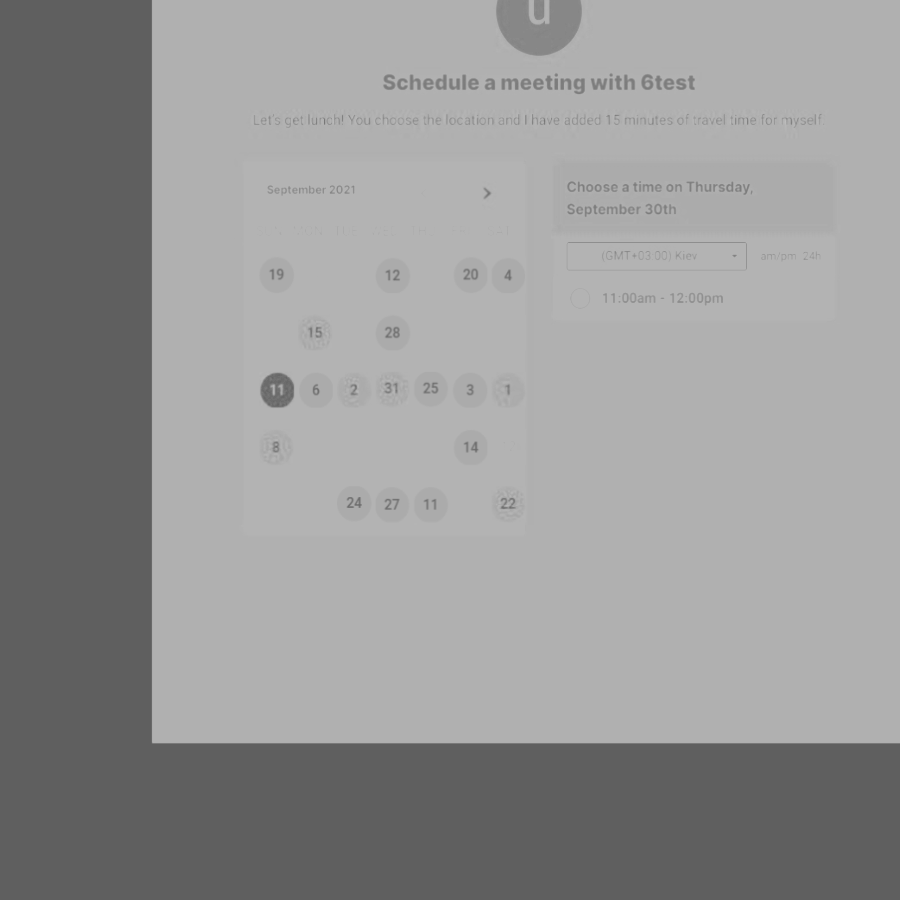 u
Schedule a meeting with 6test
Let's get lunch! You choose the location and I have added 15 minutes of travel time for myself.
September 2021
19 12 20 4
15 28
11 6 2 31 25 3 1
8 14
24 27 11 22
Choose a time on Thursday,
September 30th
(GMT+03:00) Kiev am/pm 24h
11:00am - 12:00pm